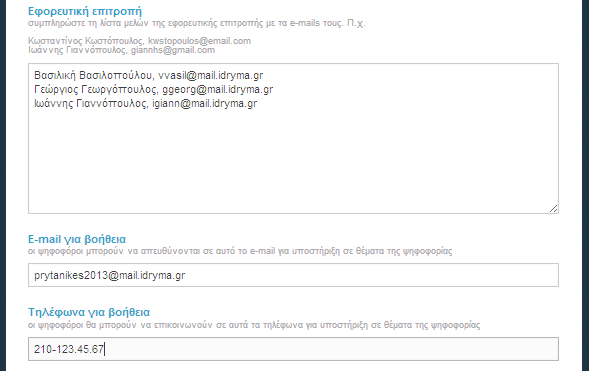 Εφορευτική επιτροπή
συμπληρώστε τη λίστα μελών της εφορευτικής επιτροπής με τα e-mails τους. Π.χ.
Κωσταντίνος Κωστόπουλος, kwstopoulos@email.com
Ιωάννης Γιαννόπουλος, giannhs@gmail.com
Βασιλική Βασιλοπούλου, vvasil@mail.idryma.gr
Γεώργιος Γεωργόπουλος, ggeorg@mail.idryma.gr
Ιωάννης Γιαννόπουλος, igiann@mail.idryma.gr
E-mail για βοήθεια
οι ψηφοφόροι μπορούν να απευθύνονται σε αυτό το e-mail για υποστήριξη σε θέματα της ψηφοφορίας
prytanikes2013@mail.idryma.gr
Τηλέφωνα για βοήθεια
οι ψηφοφόροι θα μπορούν να επικοινωνούν σε αυτά τα τηλέφωνα για υποστήριξη σε θέματα της ψηφοφορίας
210-123.45.67